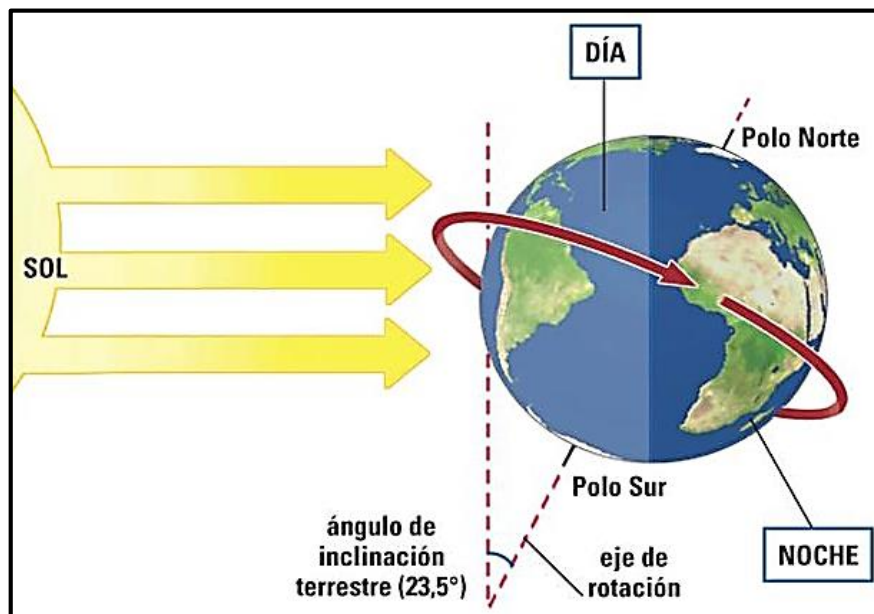 DÍA
Polo Norte
SOL
Polo Sur
ángulo de
inclinación
terrestre (23,5°)
eje de
rotación
NOCHE